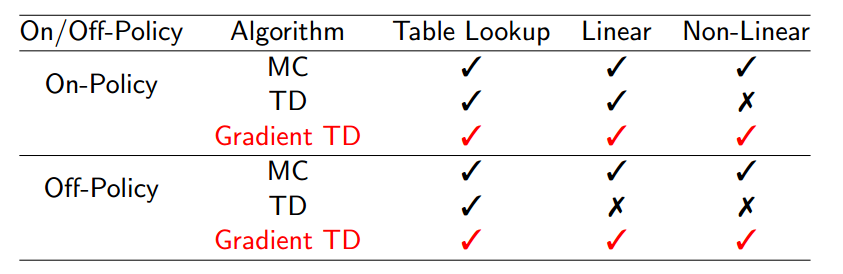 On/Off-Policy Algorithm Table Lookup Linear Non-Linear
On-Policy
MC ✓ ✓ ✓
TD ✓ ✓ ✗
Gradient TD ✓ ✓ ✓
Off-Policy
MC ✓ ✓ ✓
TD ✓ ✗ ✗
Gradient TD ✓ ✓ ✓